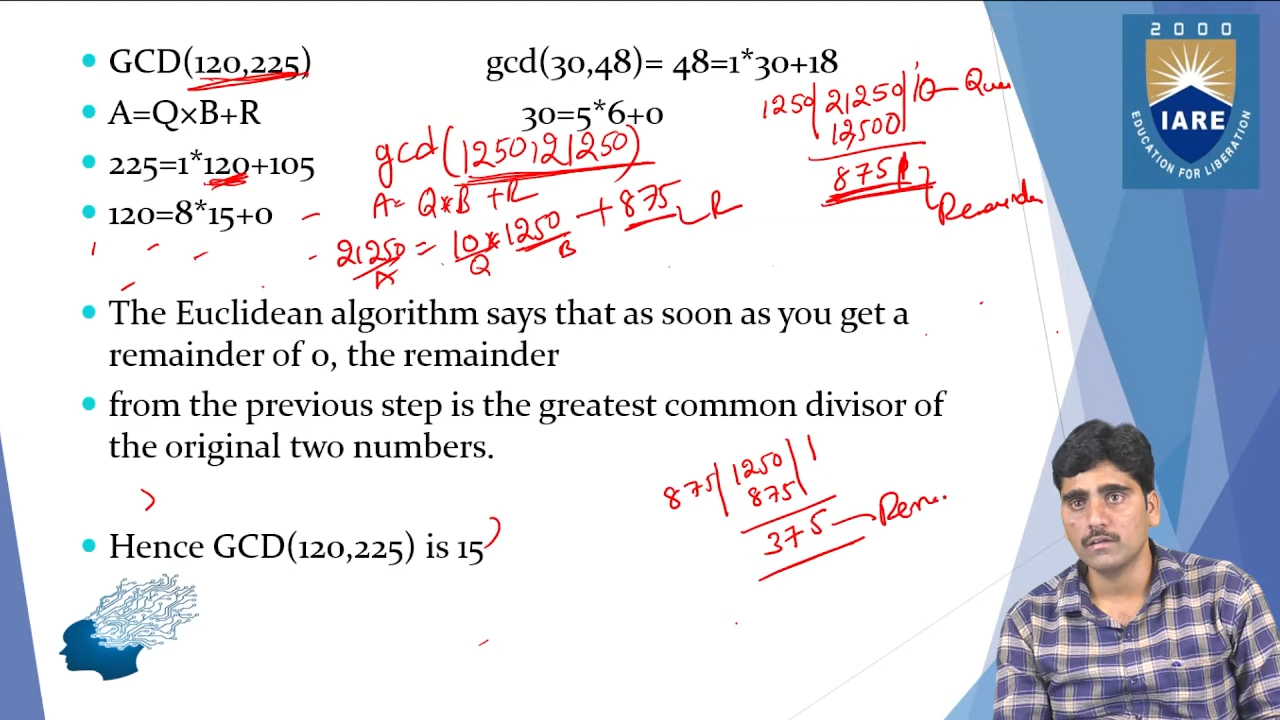 GCD(120,225)
A=Q×B+R
225=1*120+105
120=8*15+0
gcd(30,48)= 48=1*30+18
30=5*6+0
gcd(1250,21250)
A= Q*B +R
21250 = 10*1250 + 875
A Q B R
1250 21250 10
12500
875
Remainder
The Euclidean algorithm says that as soon as you get a
remainder of 0, the remainder
from the previous step is the greatest common divisor of
the original two numbers.
875 1250 1
875
375
Hence GCD(120,225) is 15
2000
IARE
EDUCATION FOR LIBERATION